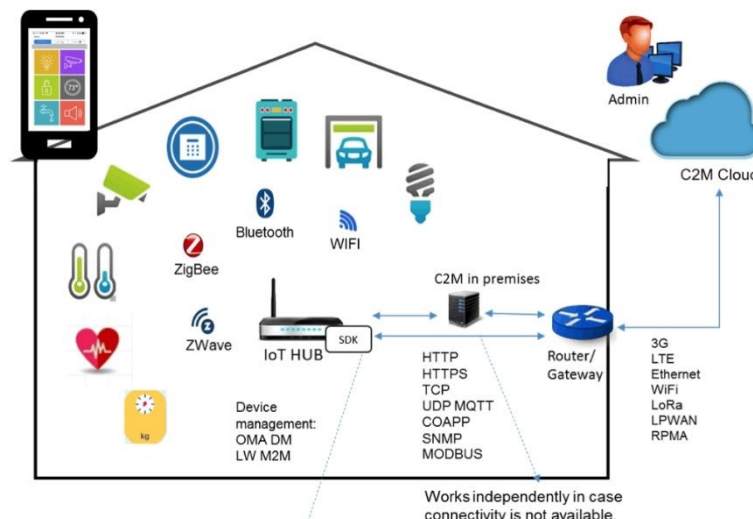 73°
Admin
C2M Cloud
Bluetooth
WIFI
ZigBee
C2M in premises
ZWave
IoT HUB
SDK
Router/
Gateway
HTTP
HTTPS
TCP
UDP MQTT
COAPP
SNMP
MODBUS
3G
LTE
Ethernet
WiFi
LoRa
LPWAN
RPMA
Device
management:
OMA DM
LW M2M
kg
Works independently in case
connectivity is not available.